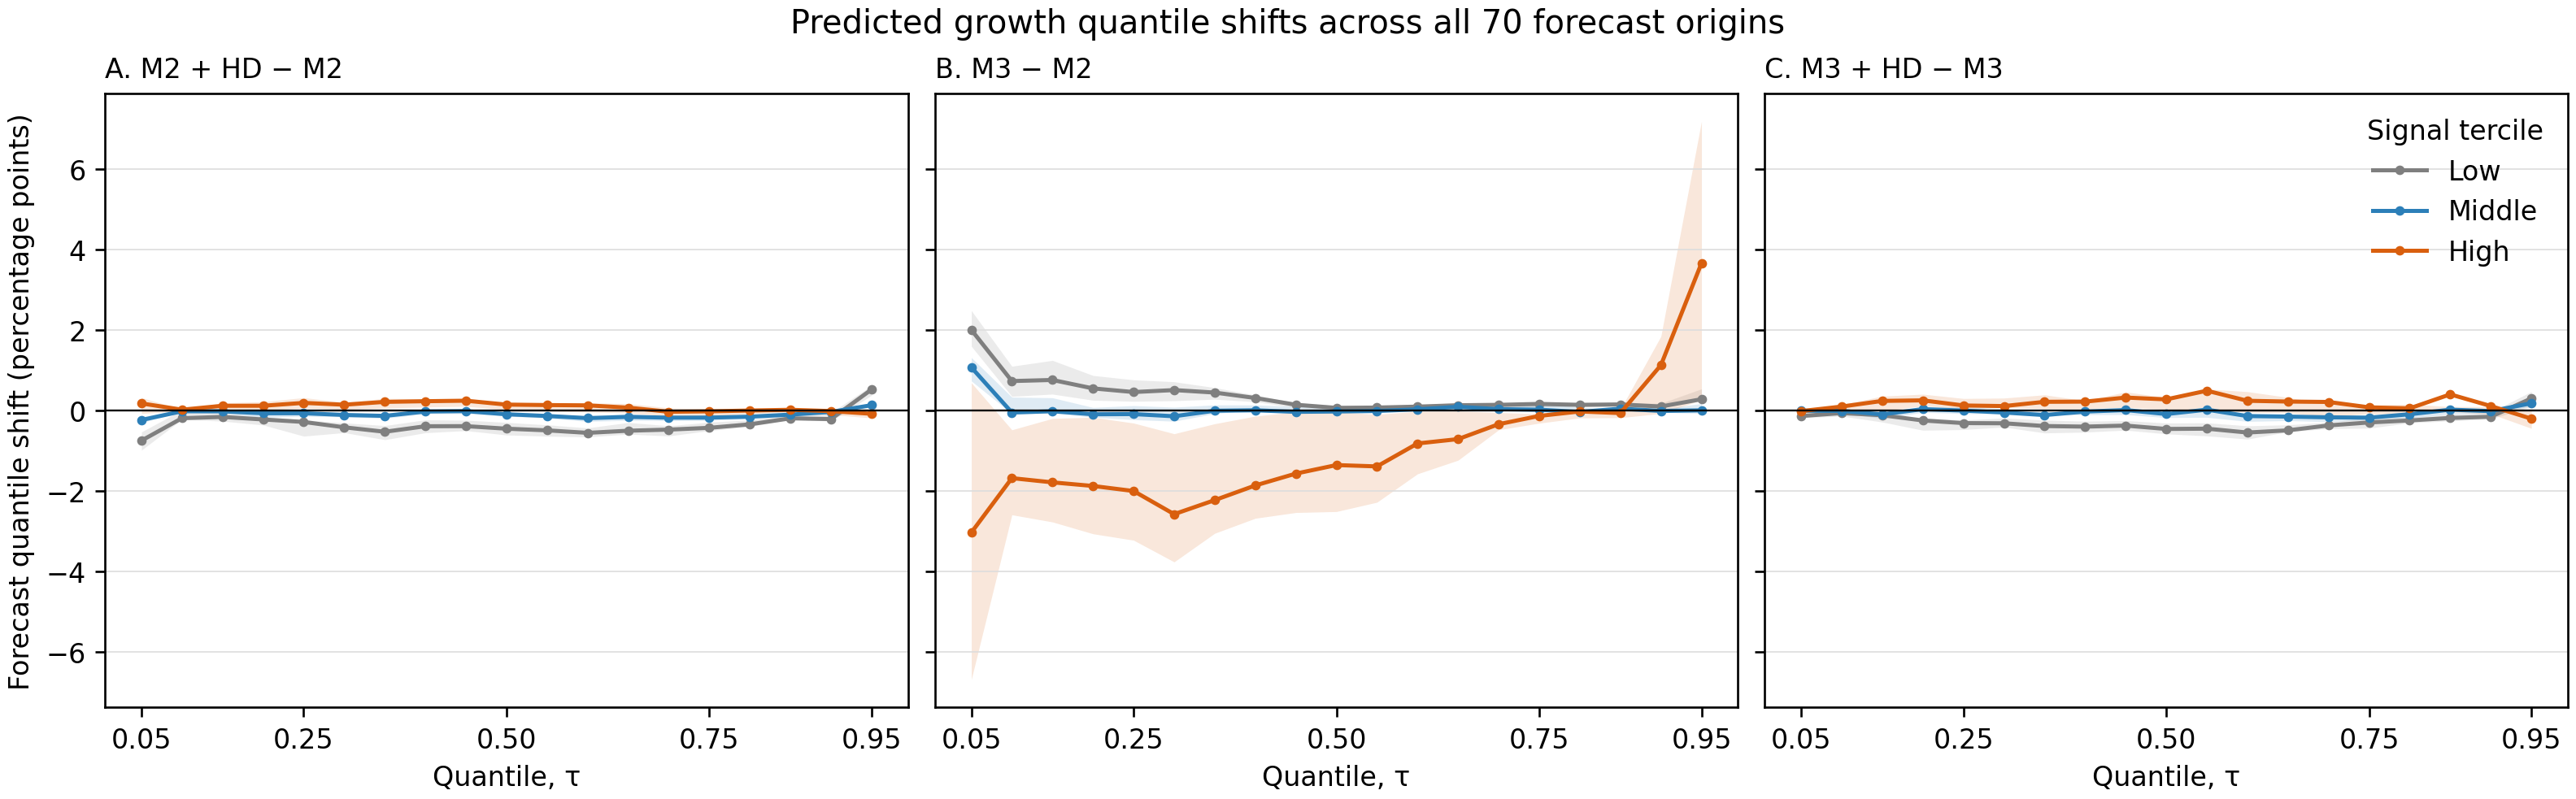 Predicted growth quantile shifts across all 70 forecast origins
A. M2 + HD − M2
B. M3 − M2
C. M3 + HD − M3
Forecast quantile shift (percentage points)
6
4
2
0
−2
−4
−6
Signal tercile
Low
Middle
High
0.05 0.25 0.50 0.75 0.95
0.05 0.25 0.50 0.75 0.95
0.05 0.25 0.50 0.75 0.95
Quantile, τ
Quantile, τ
Quantile, τ